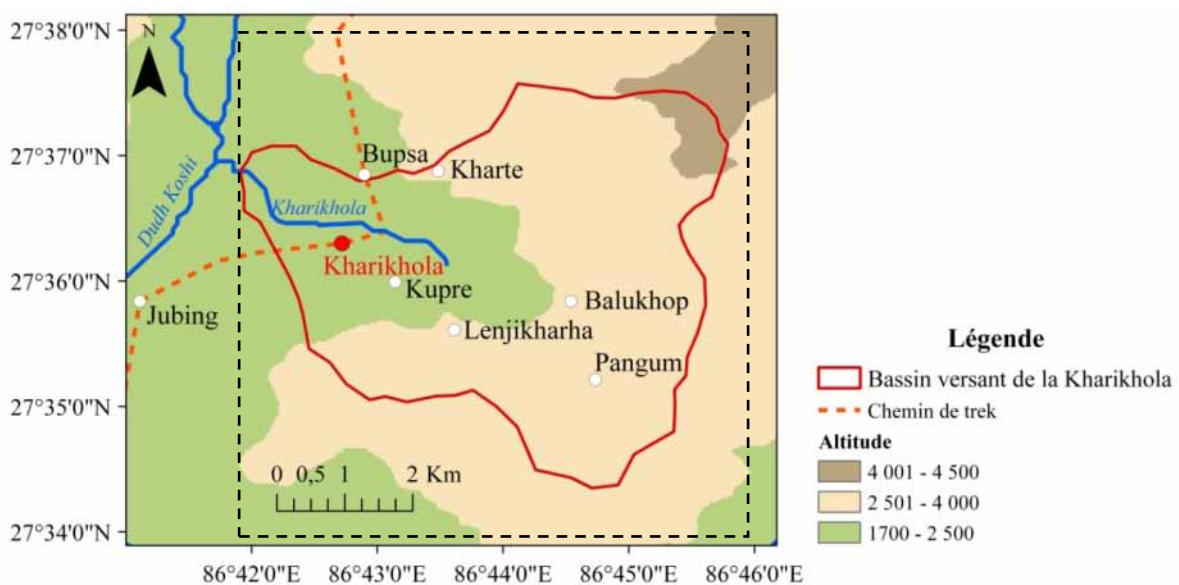 27°38'0"N
N
27°37'0"N
Bupsa
Kharte
Dudh Koshi
Kharikhola
27°36'0"N
Kharikhola
Kupre
Balukhop
Jubing
Lenjikharha
Pangum
27°35'0"N
0 0,5 1 2 Km
27°34'0"N
86°42'0"E 86°43'0"E 86°44'0"E 86°45'0"E 86°46'0"E
Légende
Bassin versant de la Kharikhola
Chemin de trek
Altitude
4 001 - 4 500
2 501 - 4 000
1700 - 2 500